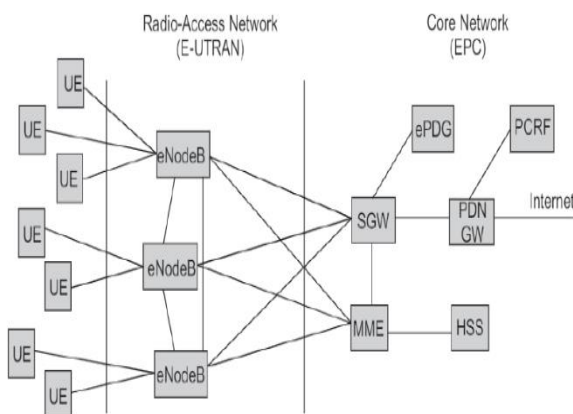 Radio-Access Network
(E-UTRAN)
Core Network
(EPC)
UE
UE
UE
eNodeB
ePDG
PCRF
UE
UE
eNodeB
SGW
PDN
GW
Internet
UE
UE
eNodeB
MME
HSS